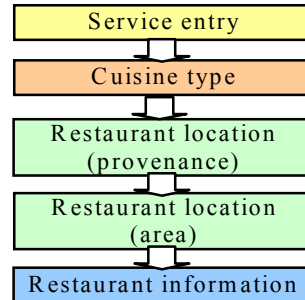 Service entry
Cuisine type
Restaurant location
(provenance)
Restaurant location
(area)
Restaurant information